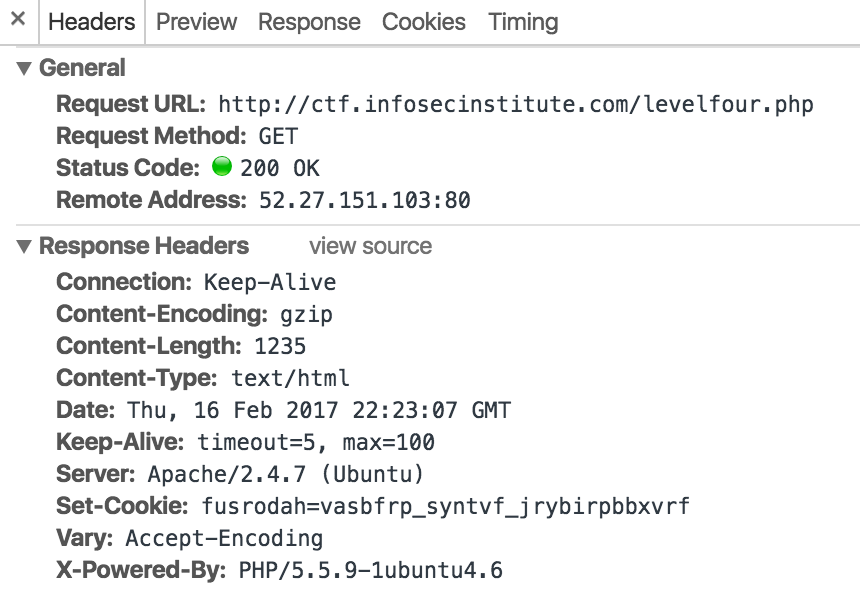 × Headers Preview Response Cookies Timing
▼ General
Request URL: http://ctf.infosecinstitute.com/levelfour.php
Request Method: GET
Status Code: 200 OK
Remote Address: 52.27.151.103:80
▼ Response Headers view source
Connection: Keep-Alive
Content-Encoding: gzip
Content-Length: 1235
Content-Type: text/html
Date: Thu, 16 Feb 2017 22:23:07 GMT
Keep-Alive: timeout=5, max=100
Server: Apache/2.4.7 (Ubuntu)
Set-Cookie: fusrodah=vasbfrp_syntvf_jrybirpbbxvrf
Vary: Accept-Encoding
X-Powered-By: PHP/5.5.9-1ubuntu4.6